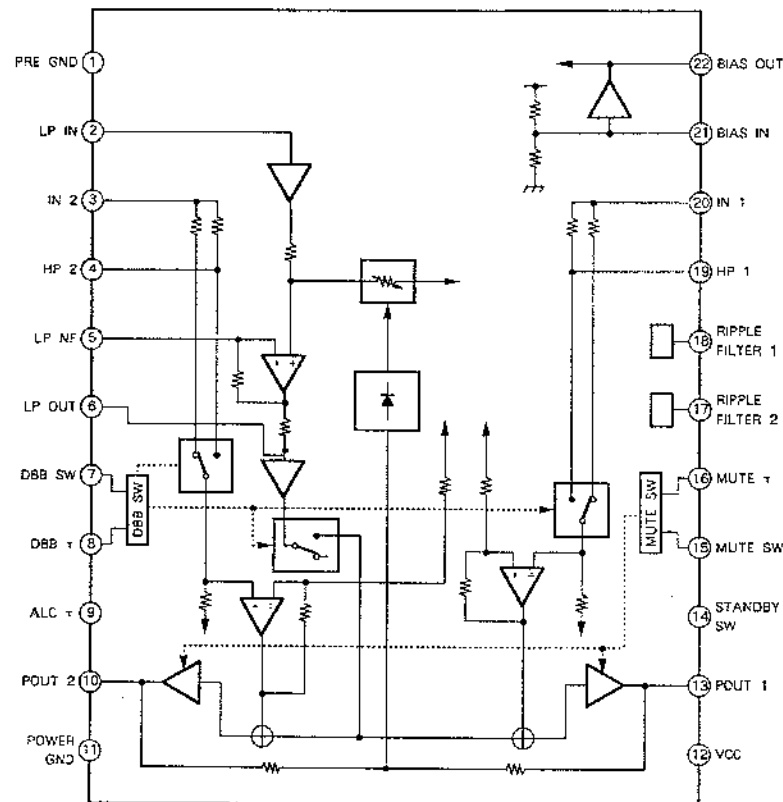 PRE GND 1
LP IN 2
IN 2 3
HP 2 4
LP NF 5
LP OUT 6
DBB SW 7
DBB τ 8
ALC τ 9
POUT 2 10
POWER
GND 11
DBB SW
MUTE SW
22 BIAS OUT
21 BIAS IN
20 IN 1
19 HP 1
18 RIPPLE
FILTER 1
17 RIPPLE
FILTER 2
16 MUTE τ
15 MUTE SW
14 STANDBY
SW
13 POUT 1
12 VCC